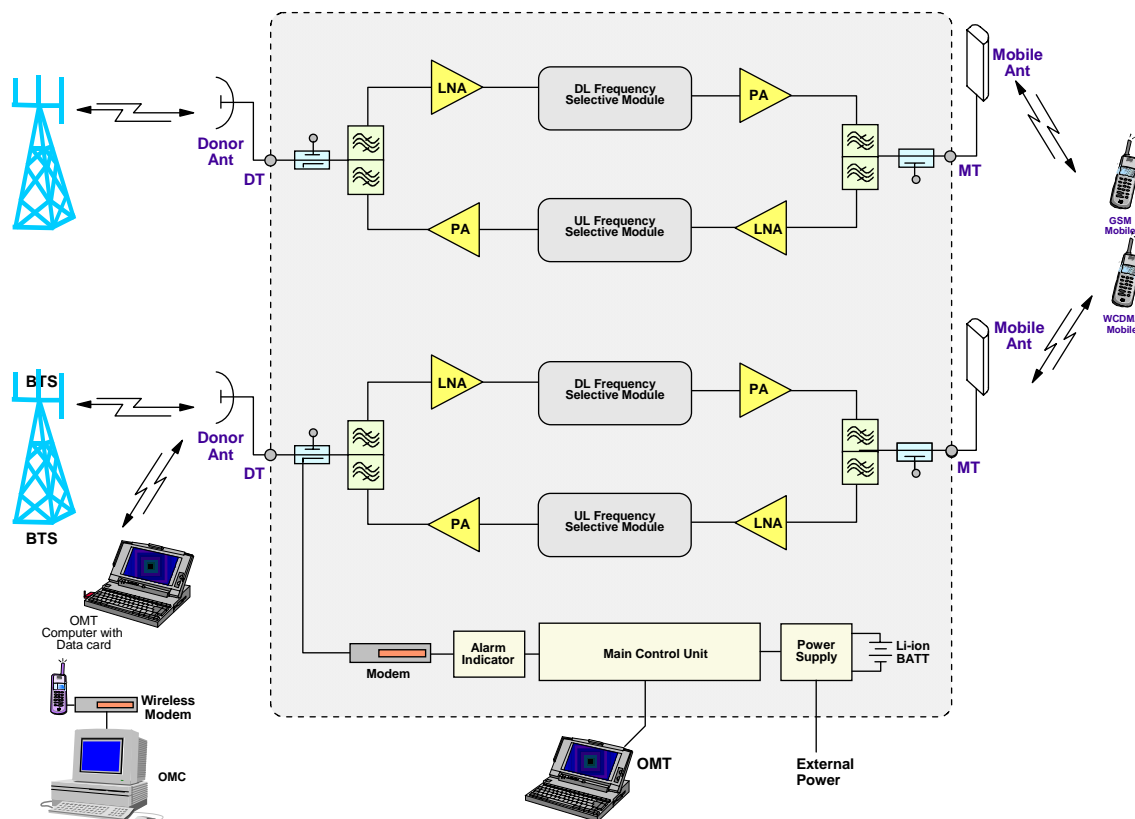 LNA
DL Frequency
Selective Module
PA
Mobile
Ant
Donor
Ant
DT
MT
PA
UL Frequency
Selective Module
LNA
GSM
Mobile
WCDMA
Mobile
Mobile
Ant
BTS
LNA
DL Frequency
Selective Module
PA
Donor
Ant
DT
MT
PA
UL Frequency
Selective Module
LNA
BTS
OMT
Computer with
Data card
Modem
Alarm
Indicator
Main Control Unit
Power
Supply
Li-ion
BATT
Wireless
Modem
OMC
OMT
External
Power